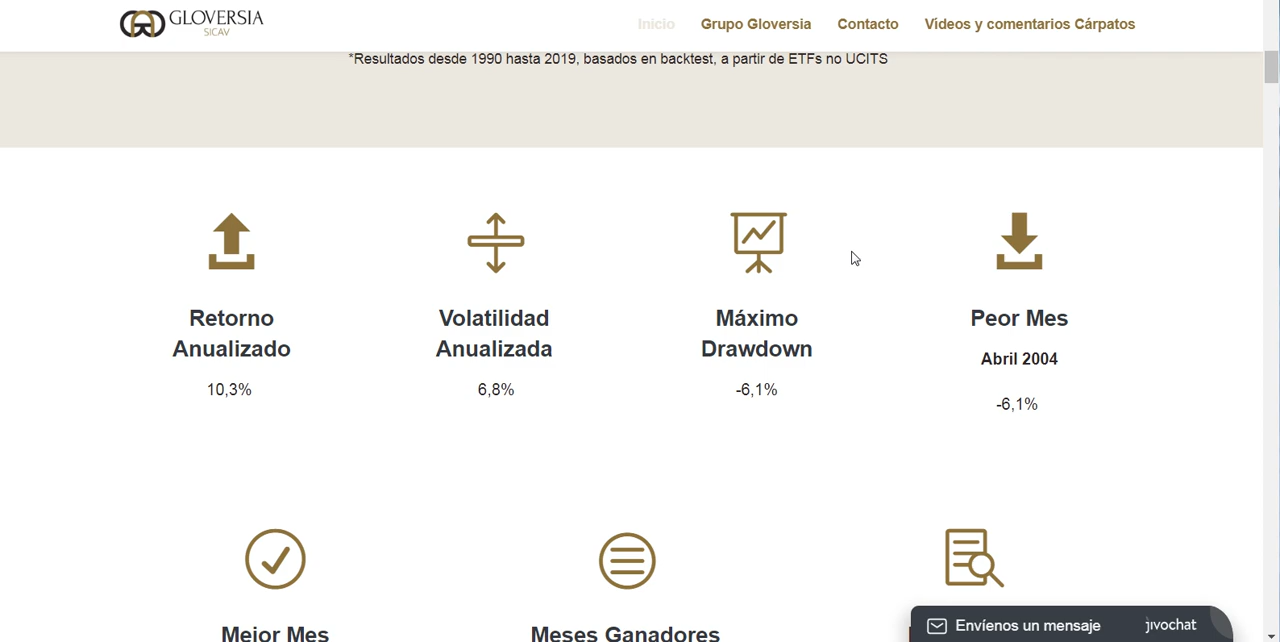 GLOVERSIA
SICAV
Inicio
Grupo Gloversia
Contacto
Videos y comentarios Cárpatos
*Resultados desde 1990 hasta 2019, basados en backtest, a partir de ETFs no UCITS
Retorno
Anualizado
10,3%
Volatilidad
Anualizada
6,8%
Máximo
Drawdown
-6,1%
Peor Mes
Abril 2004
-6,1%
Mejor Mes
Meses Ganadores
Envíenos un mensaje
jivochat